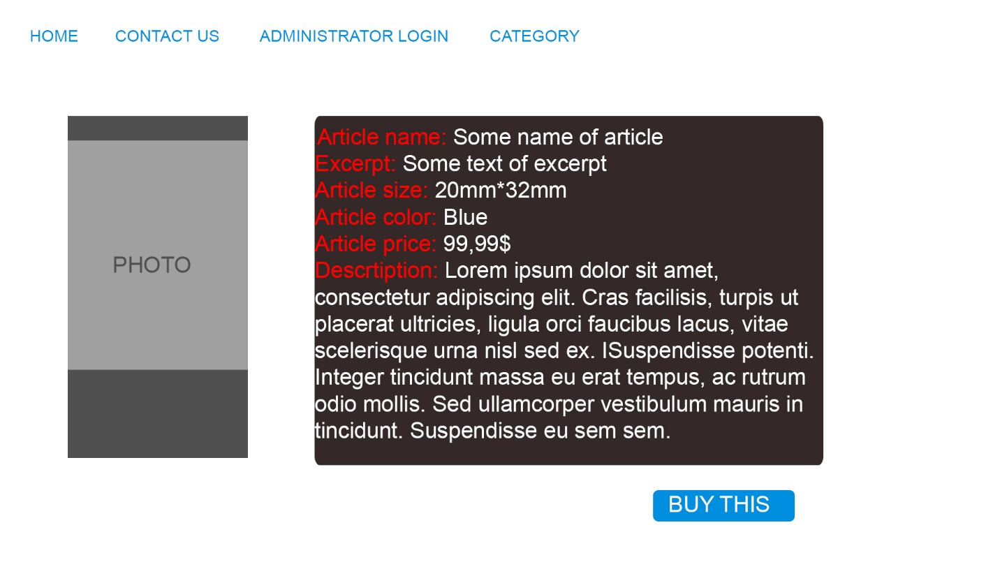 HOME CONTACT US ADMINISTRATOR LOGIN CATEGORY
PHOTO
Article name: Some name of article
Excerpt: Some text of excerpt
Article size: 20mm*32mm
Article color: Blue
Article price: 99,99$
Descrtiption: Lorem ipsum dolor sit amet,
consectetur adipiscing elit. Cras facilisis, turpis ut
placerat ultricies, ligula orci faucibus lacus, vitae
scelerisque urna nisl sed ex. ISuspendisse potenti.
Integer tincidunt massa eu erat tempus, ac rutrum
odio mollis. Sed ullamcorper vestibulum mauris in
tincidunt. Suspendisse eu sem sem.
BUY THIS